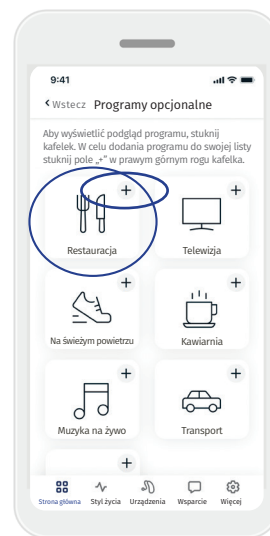 9:41
Wstecz Programy opcjonalne
Aby wyświetlić podgląd programu, stuknij
kafelek. W celu dodania programu do swojej listy
stuknij pole „+“ w prawym górnym rogu kafelka.
+ +
Restauracja Telewizja
+ +
Na świeżym powietrzu Kawiarnia
+ +
Muzyka na żywo Transport
+
Strona główna Styl życia Urządzenia Wsparcie Więcej